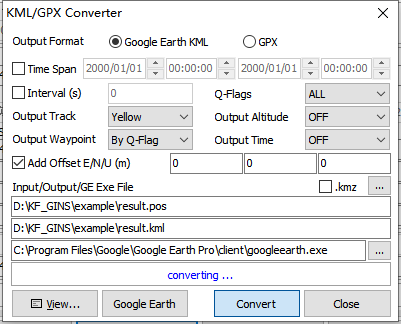 KML/GPX Converter
Output Format Google Earth KML GPX
Time Span 2000/01/01 00:00:00 2000/01/01 00:00:00
Interval (s) 0 Q-Flags ALL
Output Track Yellow Output Altitude OFF
Output Waypoint By Q-Flag Output Time OFF
Add Offset E/N/U (m) 0 0 0
Input/Output/GE Exe File .kmz ...
D:\KF_GINS\example\result.pos
D:\KF_GINS\example\result.kml
C:\Program Files\Google\Google Earth Pro\client\googleearth.exe ...
converting ...
View... Google Earth Convert Close